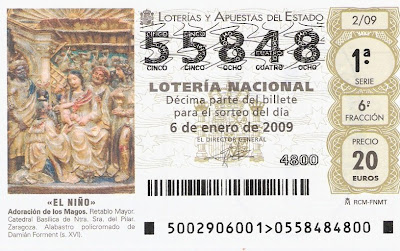 LOTERÍAS Y APUESTAS DEL ESTADO
2/09
55848
CINCO CINCO OCHO CUATRO OCHO
1ª
SERIE
LOTERÍA NACIONAL
Décima parte del billete
para el sorteo del día
6 de enero de 2009
EL DIRECTOR GENERAL
6ª
FRACCIÓN
4800
PRECIO
20
EUROS
RCM-FNMT
«EL NIÑO»
Adoración de los Magos. Retablo Mayor.
Catedral Basílica de Ntra. Sra. del Pilar.
Zaragoza. Alabastro policromado de
Damián Forment (s. XVI).
5002906001>0558484800